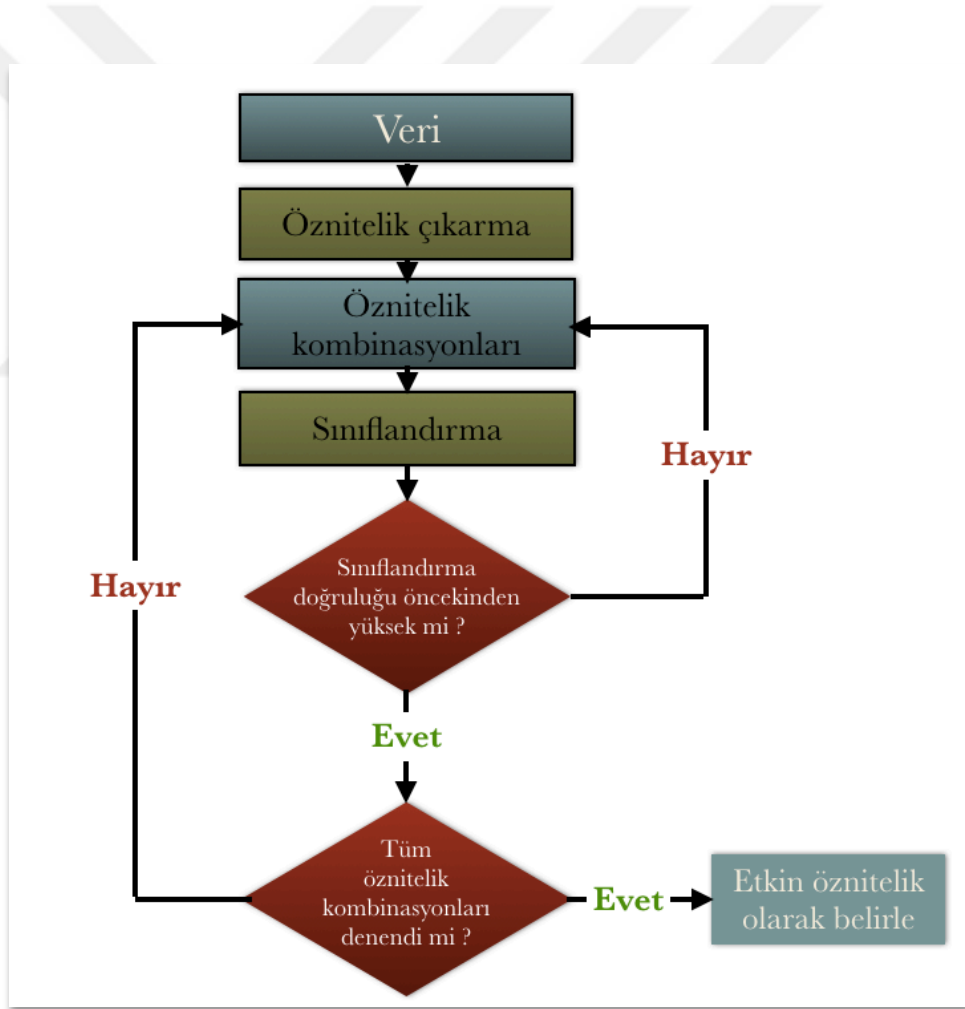 Veri
Öznitelik çıkarma
Öznitelik
kombinasyonları
Sınıflandırma
Hayır
Sınıflandırma
doğruluğu öncekinden
yüksek mi ?
Hayır
Evet
Tüm
öznitelik
kombinasyonları
denendi mi ?
Evet
Etkin öznitelik
olarak belirle